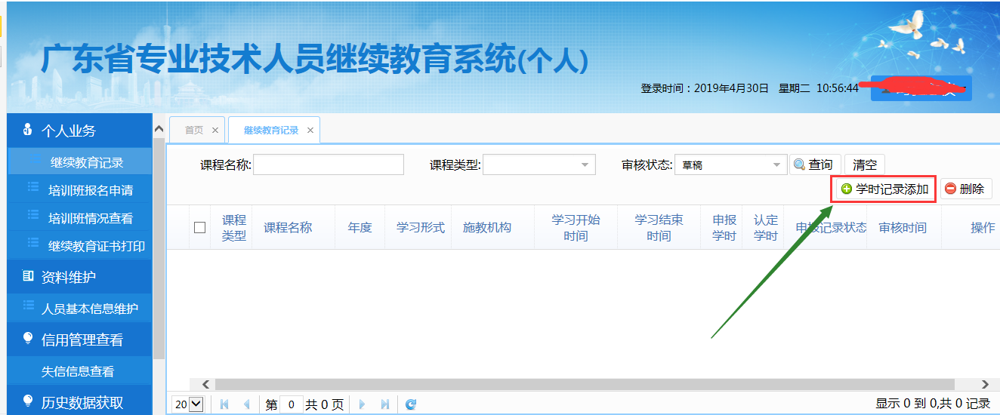 广东省专业技术人员继续教育系统(个人)
登录时间：2019年4月30日 星期二 10:56:44
个人业务
继续教育记录
培训班报名申请
培训班情况查看
继续教育证书打印
资料维护
人员基本信息维护
信用管理查看
失信信息查看
历史数据获取
首页 × 继续教育记录 ×
课程名称: 课程类型: 审核状态: 草稿 查询 清空
学时记录添加 删除
课程类型 课程名称 年度 学习形式 施教机构 学习开始时间 学习结束时间 申报学时 认定学时 申报记录状态 审核时间 操作
20 第 0 共 0 页 显示 0 到 0,共 0 记录